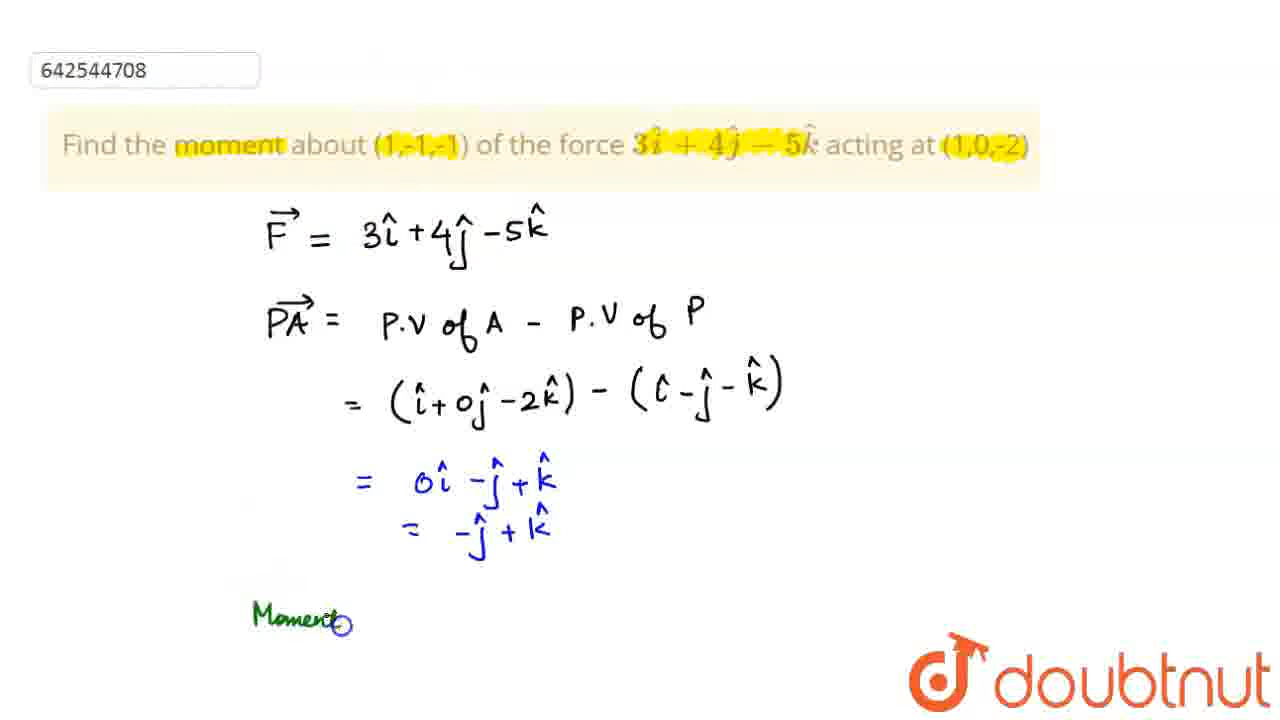 642544708
Find the moment about (1,-1,-1) of the force 3î + 4ĵ − 5k̂ acting at (1,0,-2)
F⃗ = 3î + 4ĵ - 5k̂
PA⃗ = P.V of A - P.V of P
= (î + 0ĵ - 2k̂) - (î - ĵ - k̂)
= 0î - ĵ + k̂
= -ĵ + k̂
Moment
doubtnut